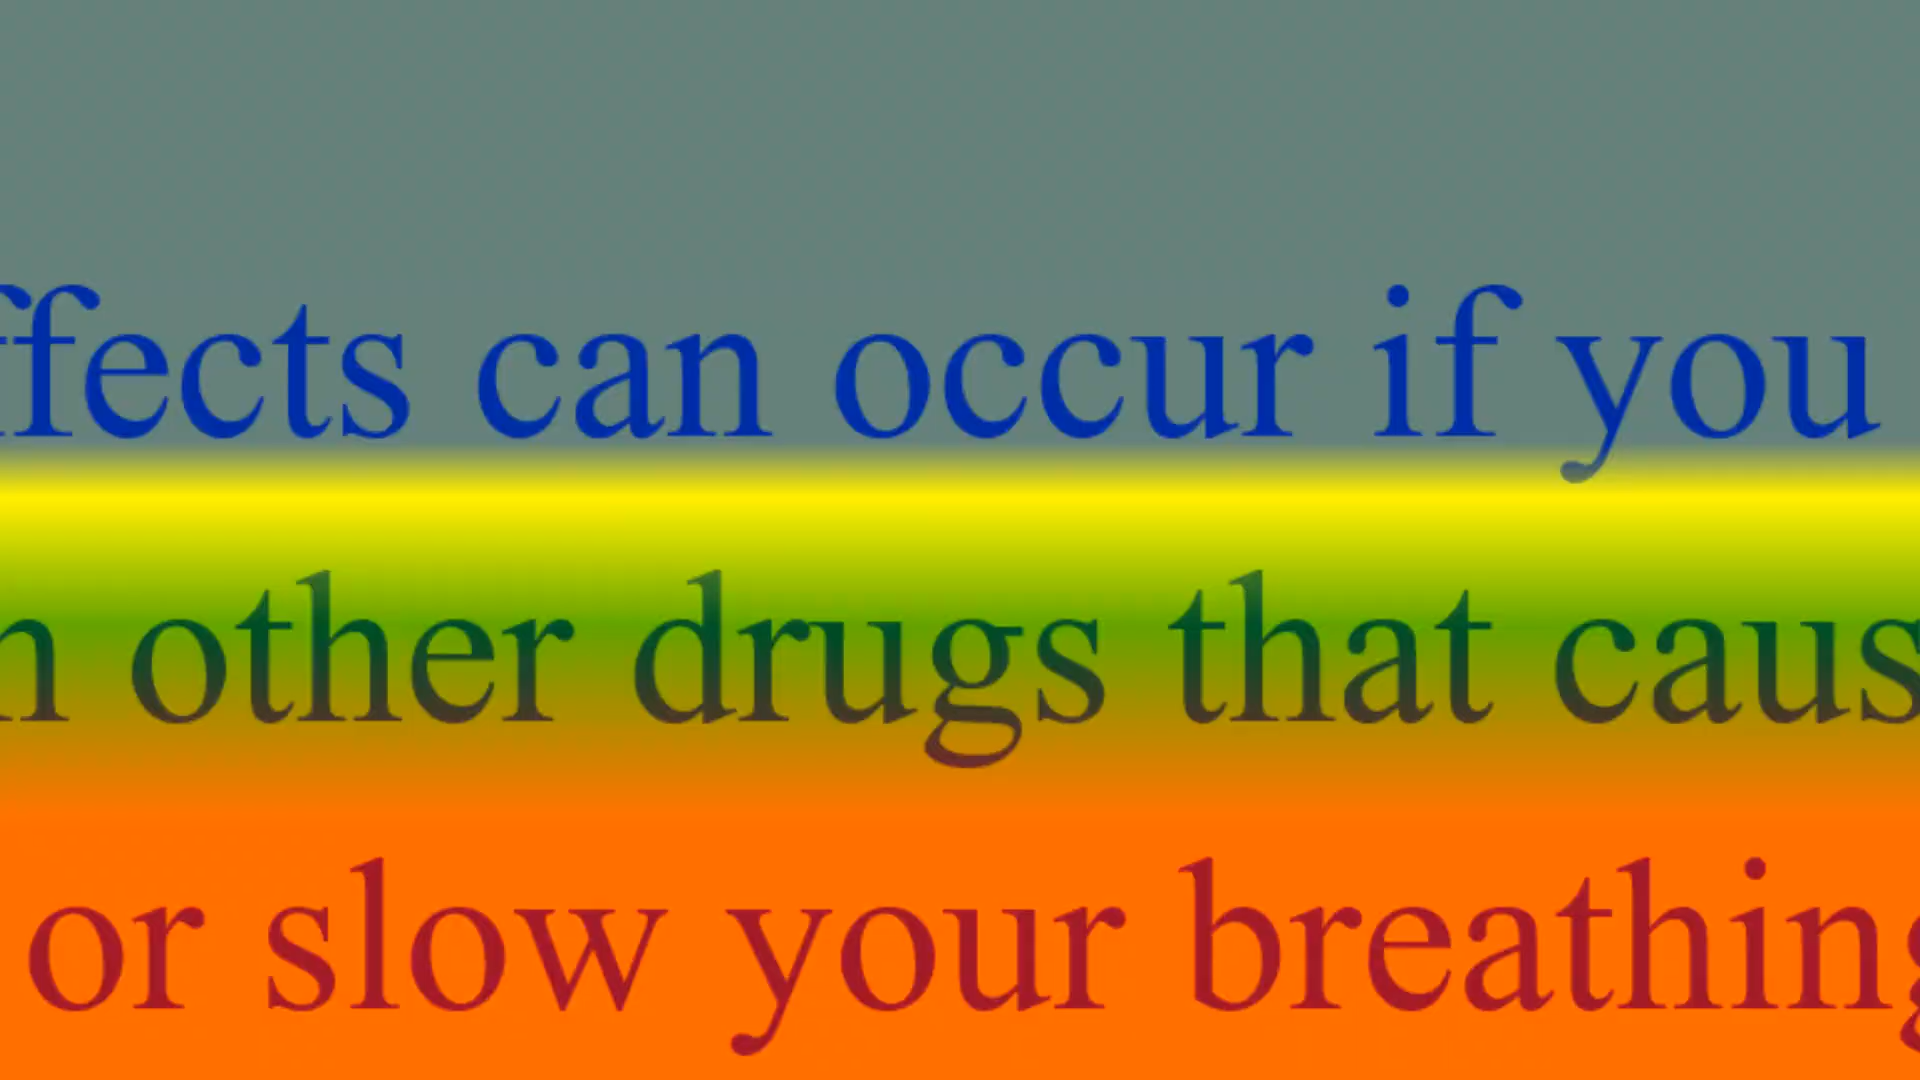 ffects can occur if you
n other drugs that caus
or slow your breathing